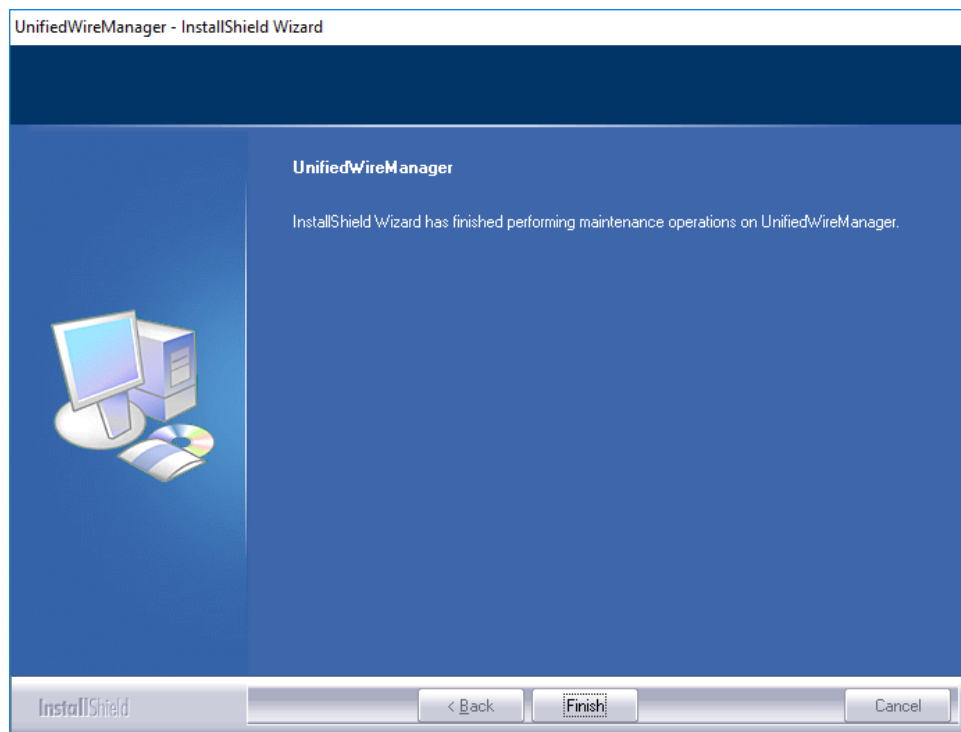 UnifiedWireManager - InstallShield Wizard
UnifiedWireManager
InstallShield Wizard has finished performing maintenance operations on UnifiedWireManager.
InstallShield
< Back
Finish
Cancel